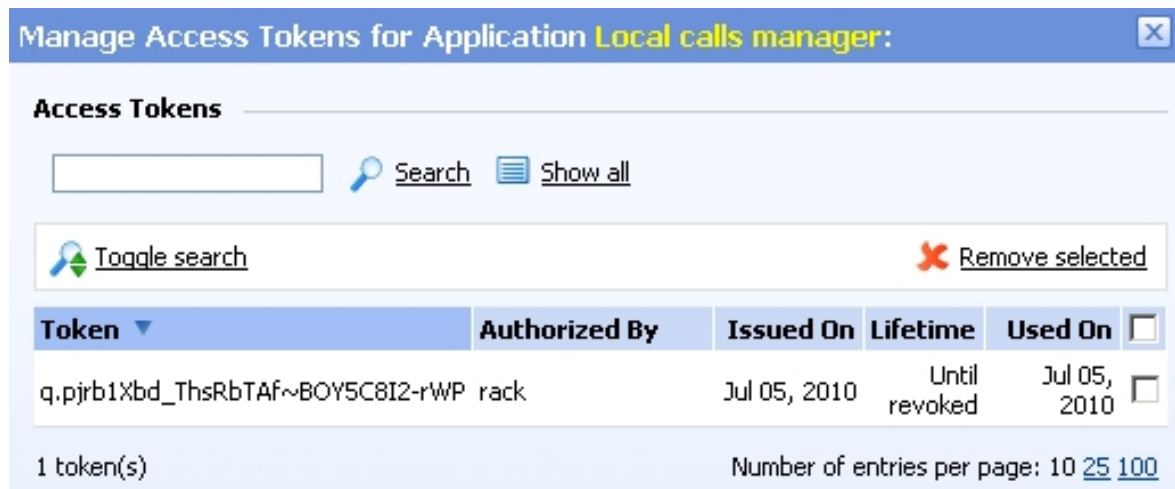 Manage Access Tokens for Application Local calls manager:
Access Tokens
Search Show all
Toggle search Remove selected
Token Authorized By Issued On Lifetime Used On
q.pjrb1Xbd_ThsRbTAf~BOY5C8I2-rWP rack Jul 05, 2010 Until revoked Jul 05, 2010
1 token(s) Number of entries per page: 10 25 100